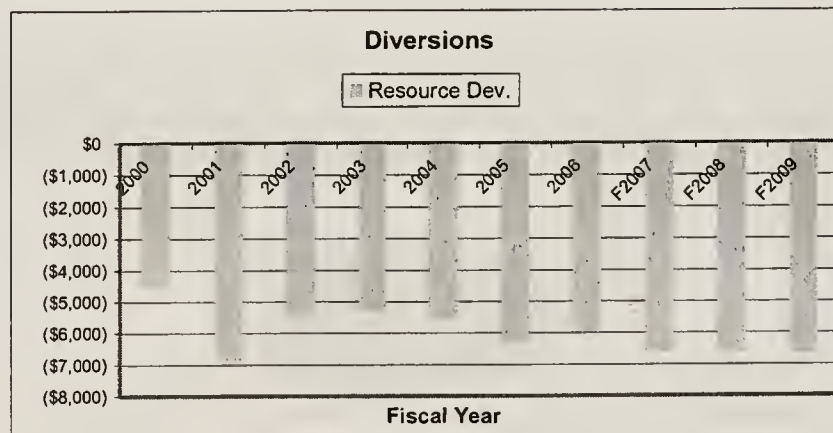 Diversions
Resource Dev.
$0
($1,000)
($2,000)
($3,000)
($4,000)
($5,000)
($6,000)
($7,000)
($8,000)
2000
2001
2002
2003
2004
2005
2006
F2007
F2008
F2009
Fiscal Year